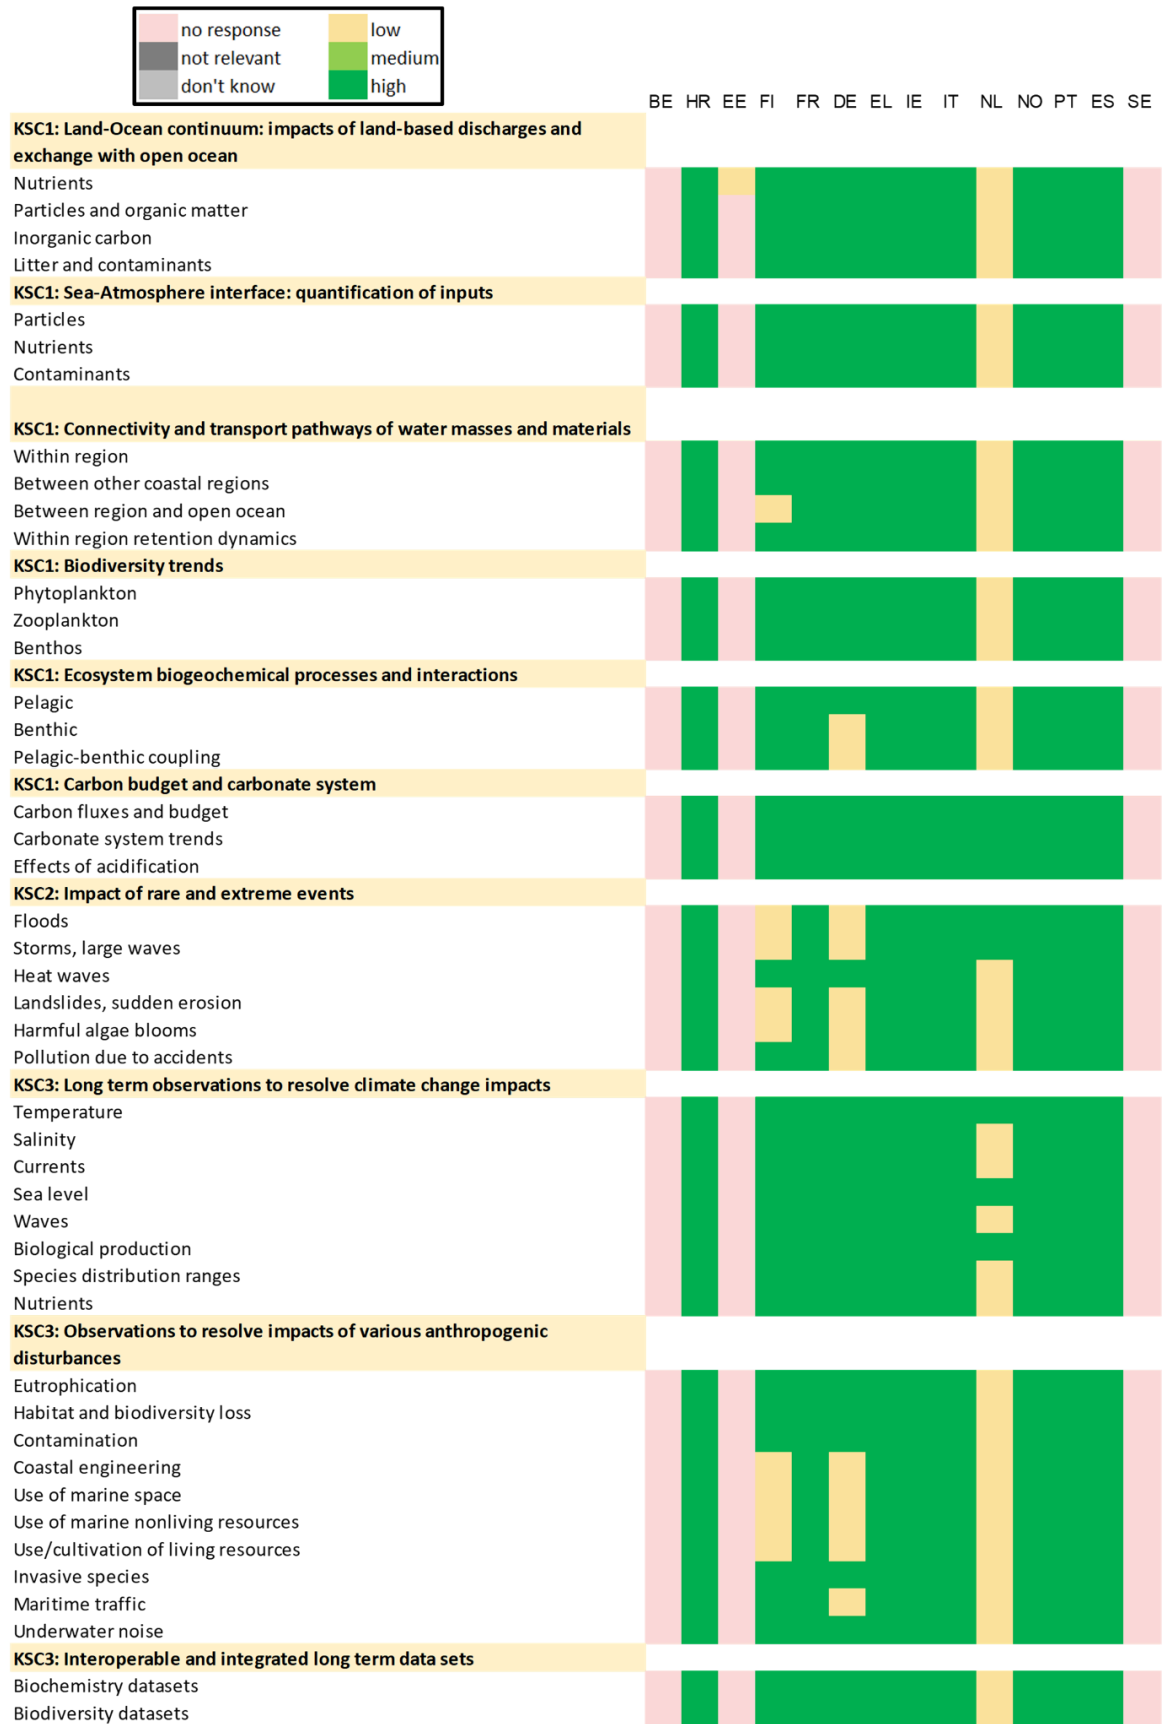 no response low
not relevant medium
don't know high
BE HR EE FI FR DE EL IE IT NL NO PT ES SE
KSC1: Land-Ocean continuum: impacts of land-based discharges and
exchange with open ocean
Nutrients
Particles and organic matter
Inorganic carbon
Litter and contaminants
KSC1: Sea-Atmosphere interface: quantification of inputs
Particles
Nutrients
Contaminants
KSC1: Connectivity and transport pathways of water masses and materials
Within region
Between other coastal regions
Between region and open ocean
Within region retention dynamics
KSC1: Biodiversity trends
Phytoplankton
Zooplankton
Benthos
KSC1: Ecosystem biogeochemical processes and interactions
Pelagic
Benthic
Pelagic-benthic coupling
KSC1: Carbon budget and carbonate system
Carbon fluxes and budget
Carbonate system trends
Effects of acidification
KSC2: Impact of rare and extreme events
Floods
Storms, large waves
Heat waves
Landslides, sudden erosion
Harmful algae blooms
Pollution due to accidents
KSC3: Long term observations to resolve climate change impacts
Temperature
Salinity
Currents
Sea level
Waves
Biological production
Species distribution ranges
Nutrients
KSC3: Observations to resolve impacts of various anthropogenic
disturbances
Eutrophication
Habitat and biodiversity loss
Contamination
Coastal engineering
Use of marine space
Use of marine nonliving resources
Use/cultivation of living resources
Invasive species
Maritime traffic
Underwater noise
KSC3: Interoperable and integrated long term data sets
Biochemistry datasets
Biodiversity datasets